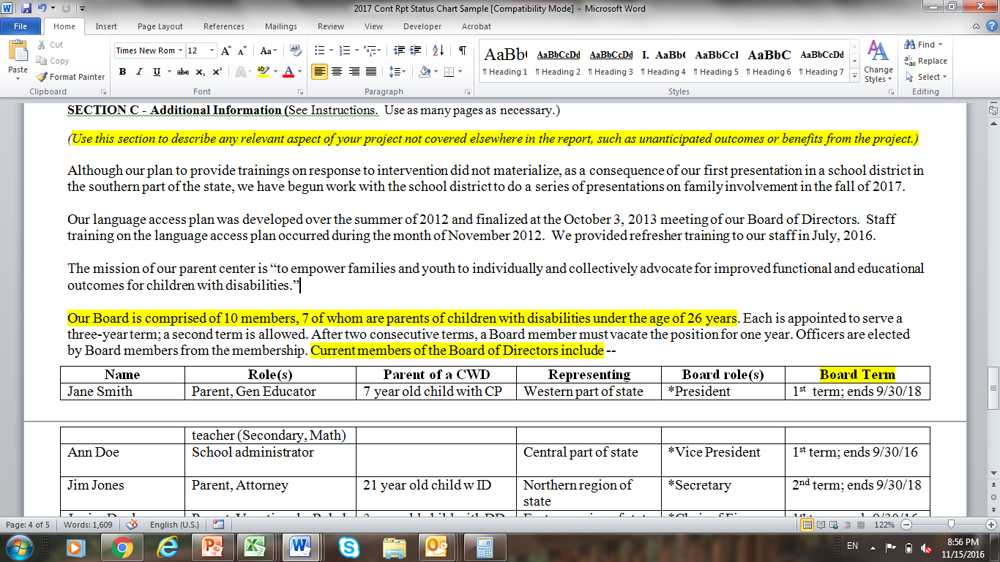 2017 Cont Rpt Status Chart Sample [Compatibility Mode] - Microsoft Word
File Home Insert Page Layout References Mailings Review View Developer Acrobat
Paste
Cut
Copy
Format Painter
Clipboard
Times New Rom 12
Font
Paragraph
AaBb( AaBbCcDd AaBbCcDd I. AaBb( AaBbCcI AaBbC AaBbCcDd
¶ Heading 1 ¶ Heading 2 ¶ Heading 3 ¶ Heading 4 ¶ Heading 5 ¶ Heading 6 ¶ Heading 7
Styles
Change Styles
Find
Replace
Select
Editing
SECTION C - Additional Information (See Instructions. Use as many pages as necessary.)
(Use this section to describe any relevant aspect of your project not covered elsewhere in the report, such as unanticipated outcomes or benefits from the project.)
Although our plan to provide trainings on response to intervention did not materialize, as a consequence of our first presentation in a school district in
the southern part of the state, we have begun work with the school district to do a series of presentations on family involvement in the fall of 2017.
Our language access plan was developed over the summer of 2012 and finalized at the October 3, 2013 meeting of our Board of Directors. Staff
training on the language access plan occurred during the month of November 2012. We provided refresher training to our staff in July, 2016.
The mission of our parent center is “to empower families and youth to individually and collectively advocate for improved functional and educational
outcomes for children with disabilities.”
Our Board is comprised of 10 members, 7 of whom are parents of children with disabilities under the age of 26 years. Each is appointed to serve a
three-year term; a second term is allowed. After two consecutive terms, a Board member must vacate the position for one year. Officers are elected
by Board members from the membership. Current members of the Board of Directors include --
Name Role(s) Parent of a CWD Representing Board role(s) Board Term
Jane Smith Parent, Gen Educator 7 year old child with CP Western part of state *President 1st term; ends 9/30/18
teacher (Secondary, Math)
Ann Doe School administrator Central part of state *Vice President 1st term; ends 9/30/16
Jim Jones Parent, Attorney 21 year old child w ID Northern region of *Secretary 2nd term; ends 9/30/18
state
Page: 4 of 5 Words: 1,609 English (U.S.) 122%
EN 8:56 PM
11/15/2016